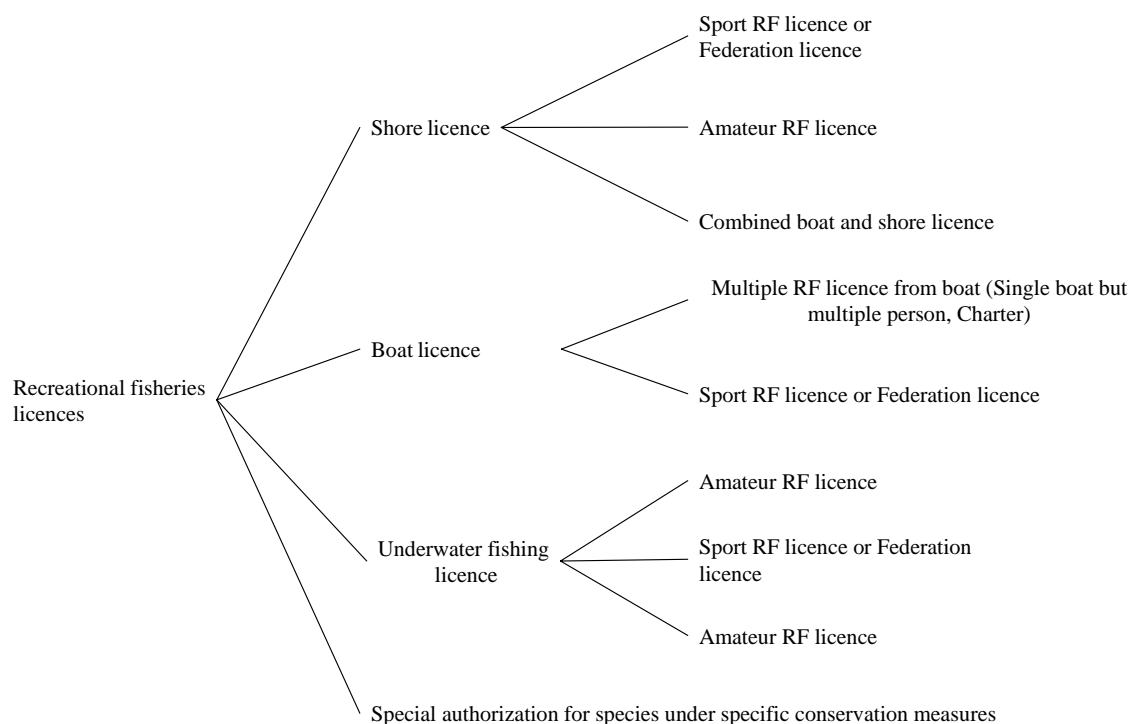 Sport RF licence or
Federation licence
Shore licence
Amateur RF licence
Combined boat and shore licence
Multiple RF licence from boat (Single boat but
multiple person, Charter)
Boat licence
Sport RF licence or Federation licence
Recreational fisheries
licences
Amateur RF licence
Underwater fishing
licence
Sport RF licence or Federation
licence
Amateur RF licence
Special authorization for species under specific conservation measures